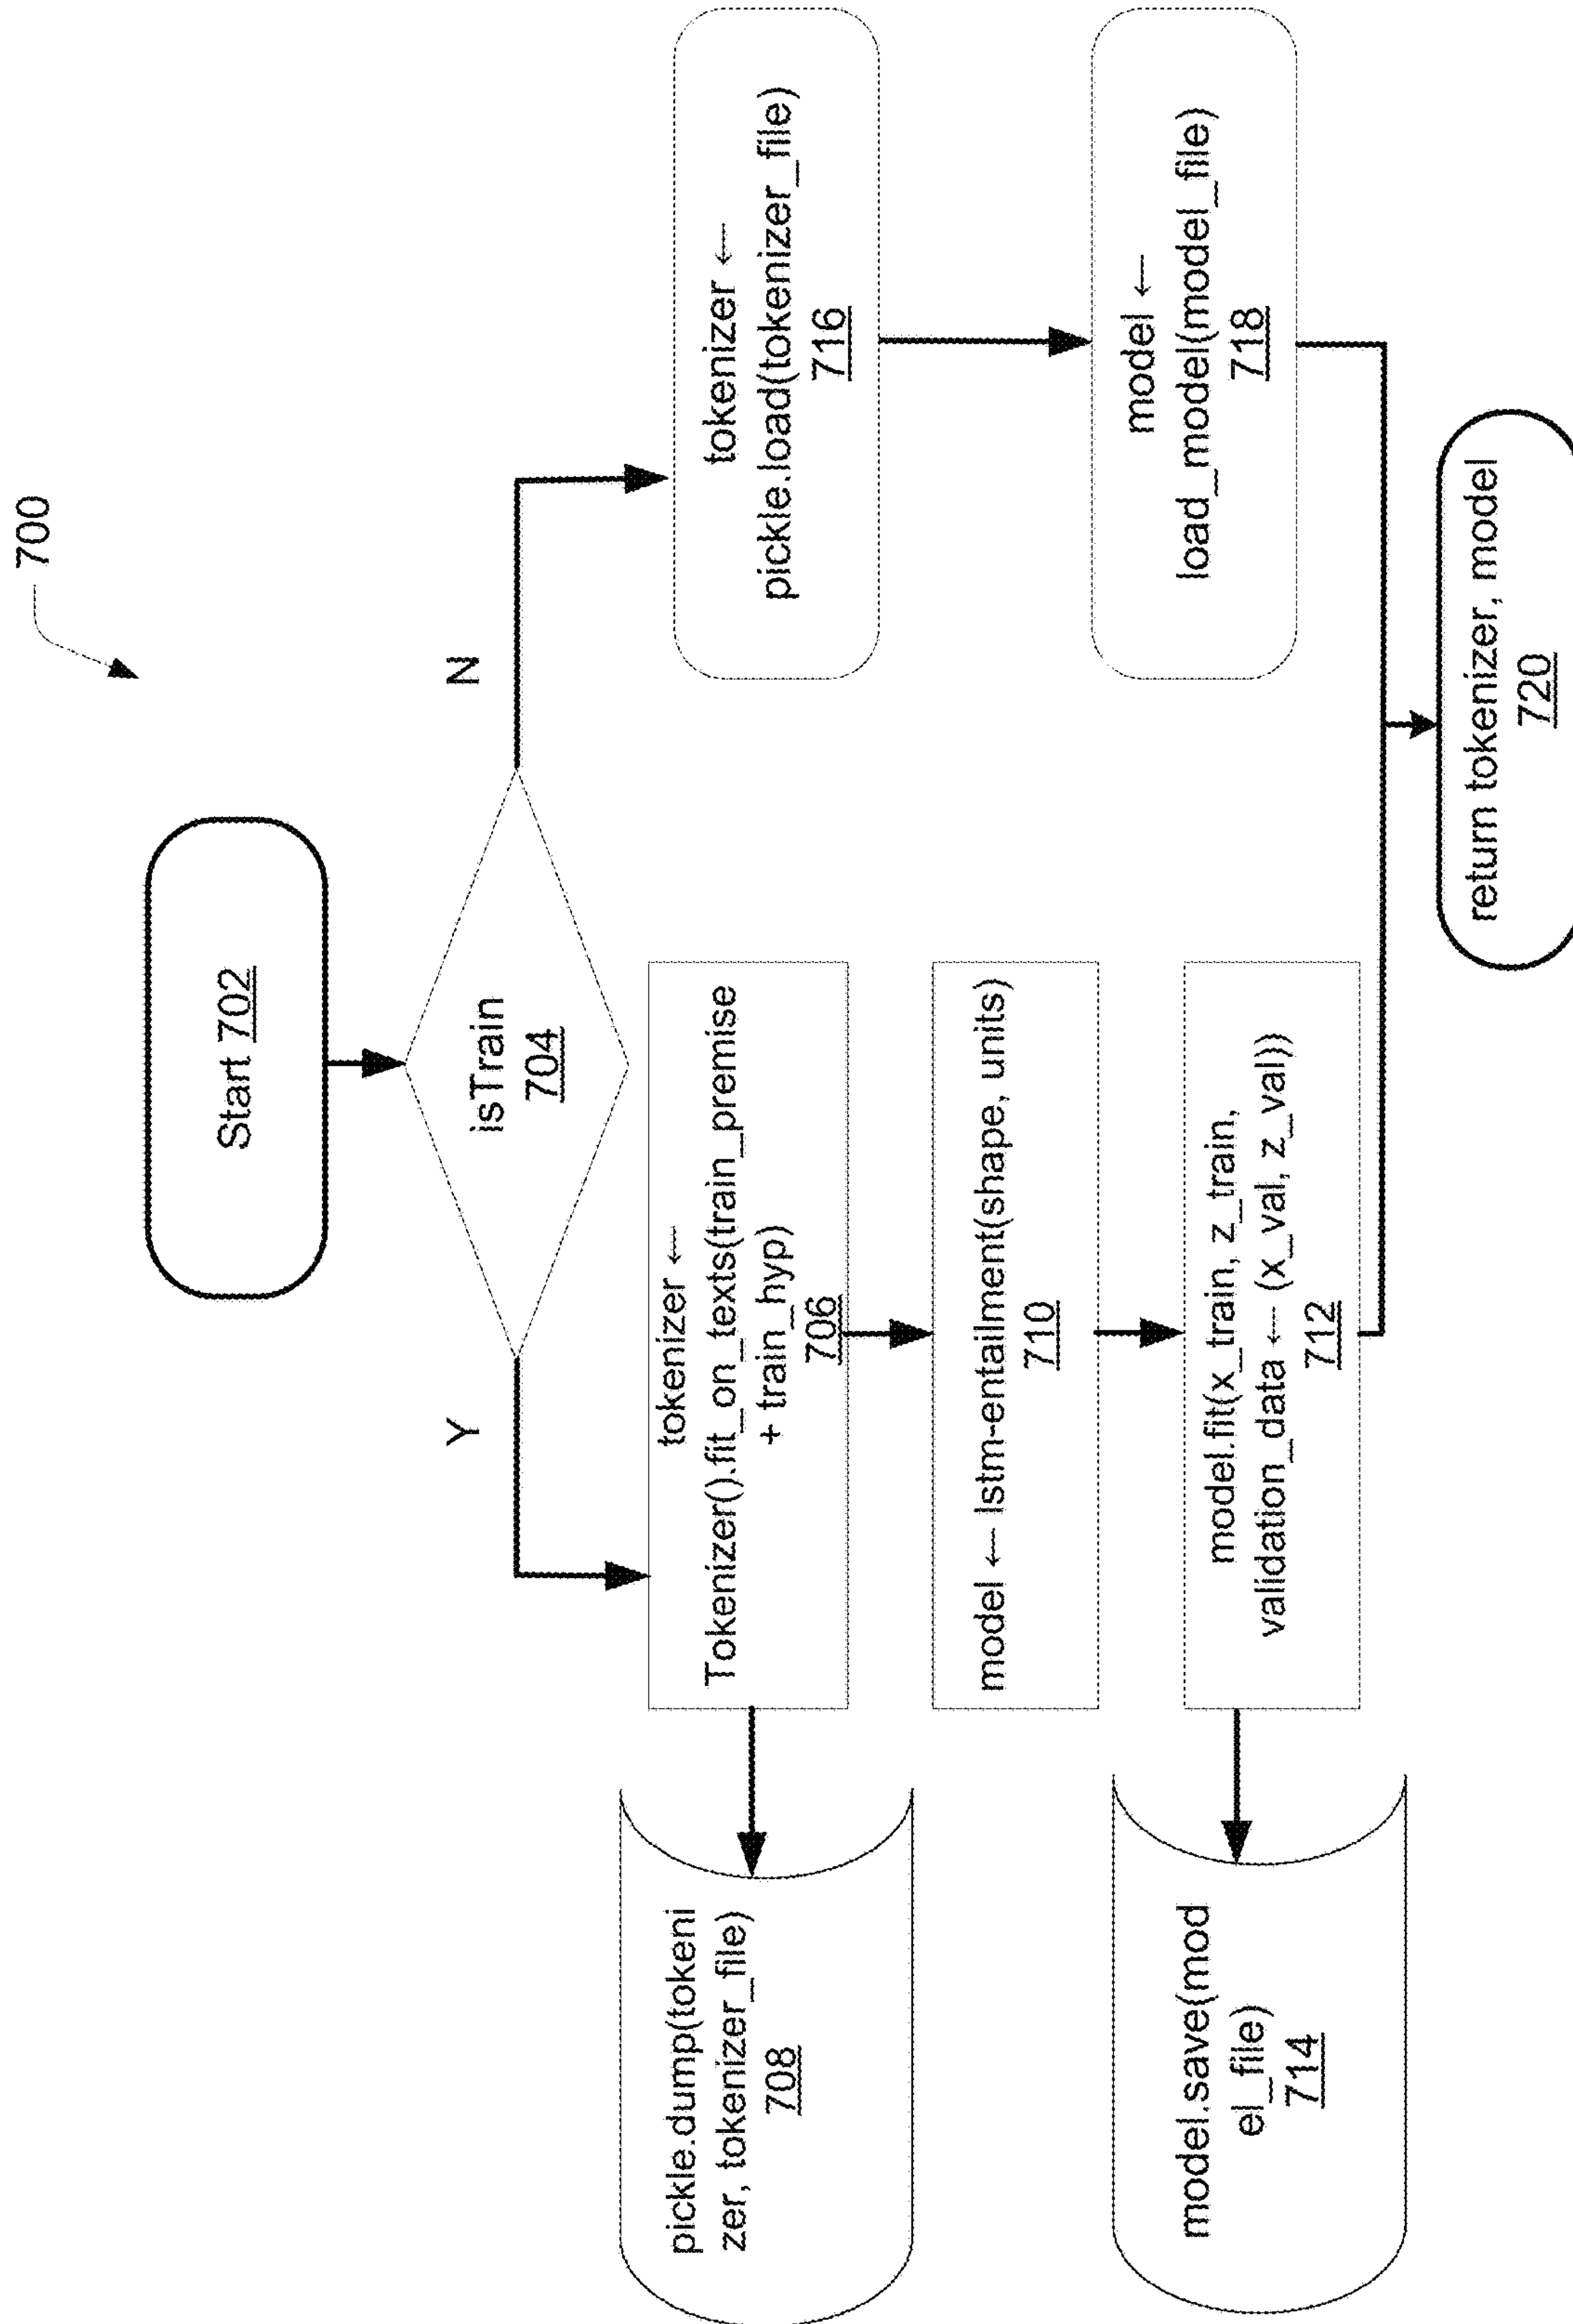 700
Start 702
isTrain
704
Y
N
tokenizer ←
Tokenizer().fit_on_texts(train_premise
+ train_hyp)
706
pickle.dump(tokeni
zer, tokenizer_file)
708
model ← lstm-entailment(shape, units)
710
model.fit(x_train, z_train,
validation_data ← (x_val, z_val))
712
model.save(mod
el_file)
714
tokenizer ←
pickle.load(tokenizer_file)
716
model ←
load_model(model_file)
718
return tokenizer, model
720